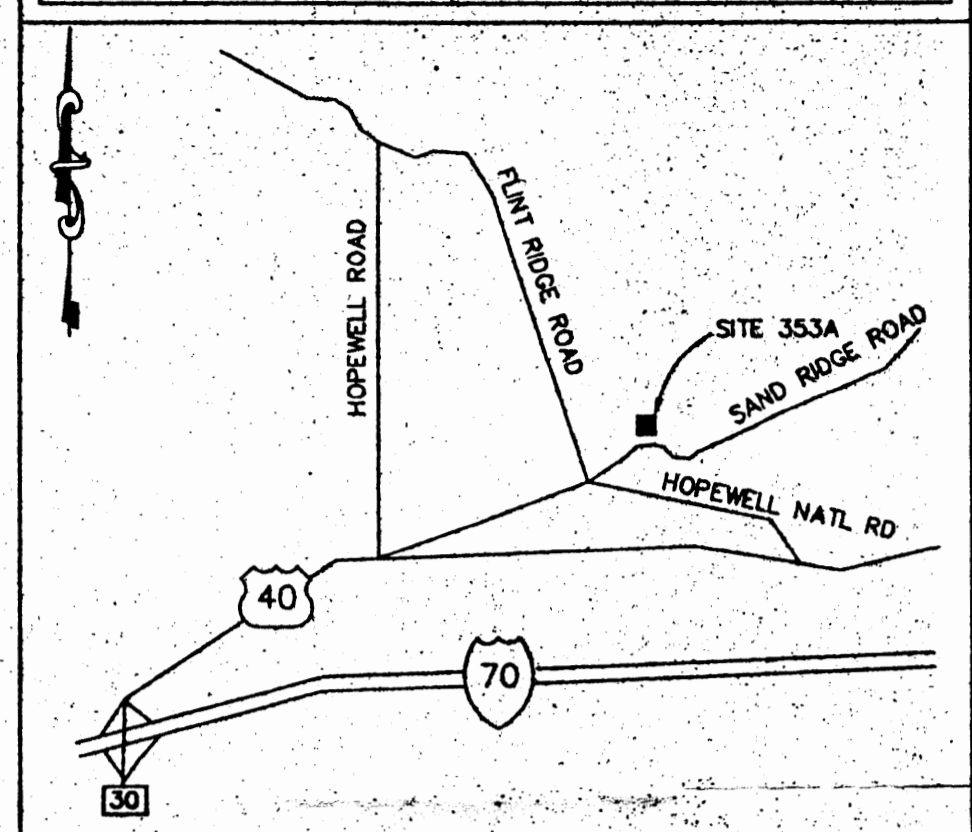 HOPEWELL ROAD
FLINT RIDGE ROAD
SITE 353A
SAND RIDGE ROAD
HOPEWELL NATL RD
40
70
30